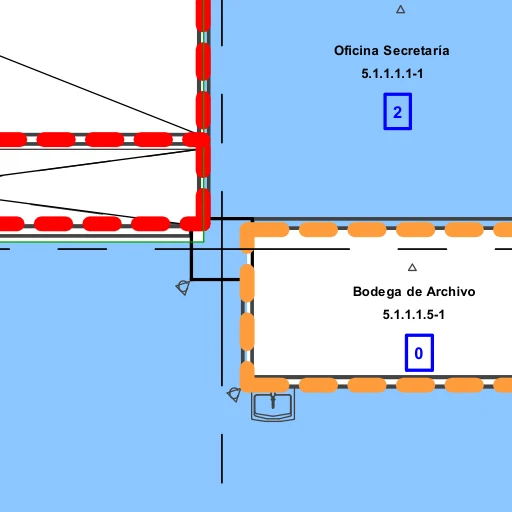 Oficina Secretaría
5.1.1.1.1-1
2
Bodega de Archivo
5.1.1.1.5-1
0